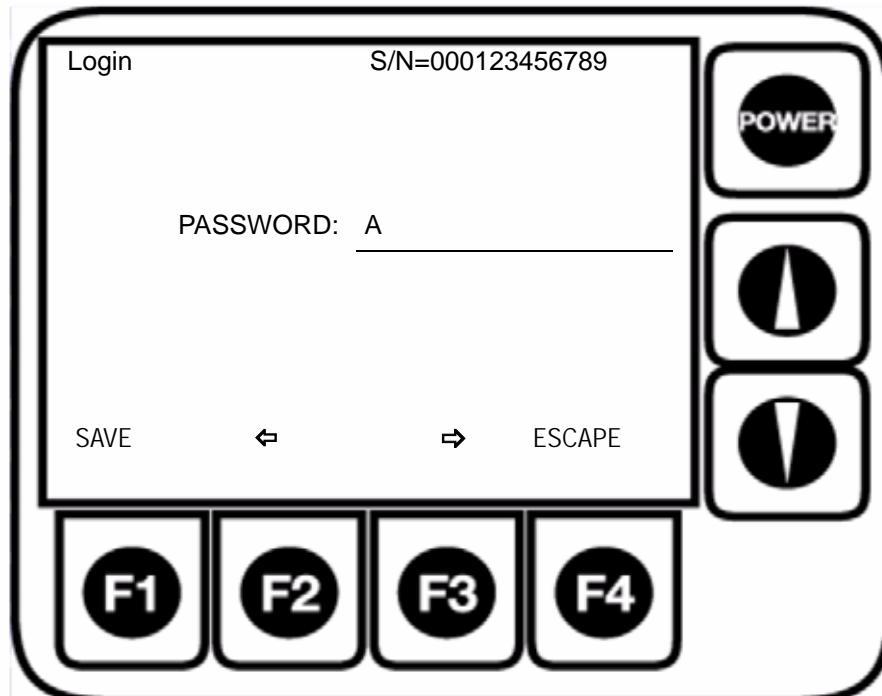 Login S/N=000123456789
POWER
PASSWORD: A
SAVE ⇦ ⇨ ESCAPE
F1 F2 F3 F4